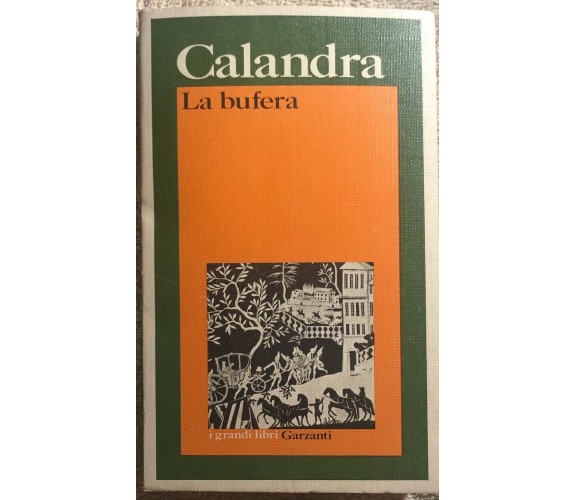 Calandra
La bufera
i grandi libri Garzanti